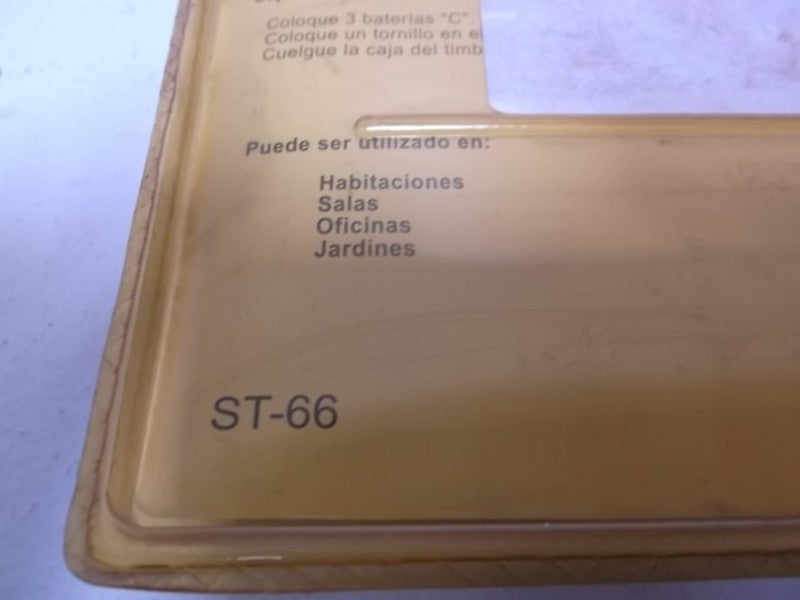 Coloque 3 baterias "C".
Coloque un tornillo en el
Cuelgue la caja del timb
Puede ser utilizado en:
Habitaciones
Salas
Oficinas
Jardines
ST-66